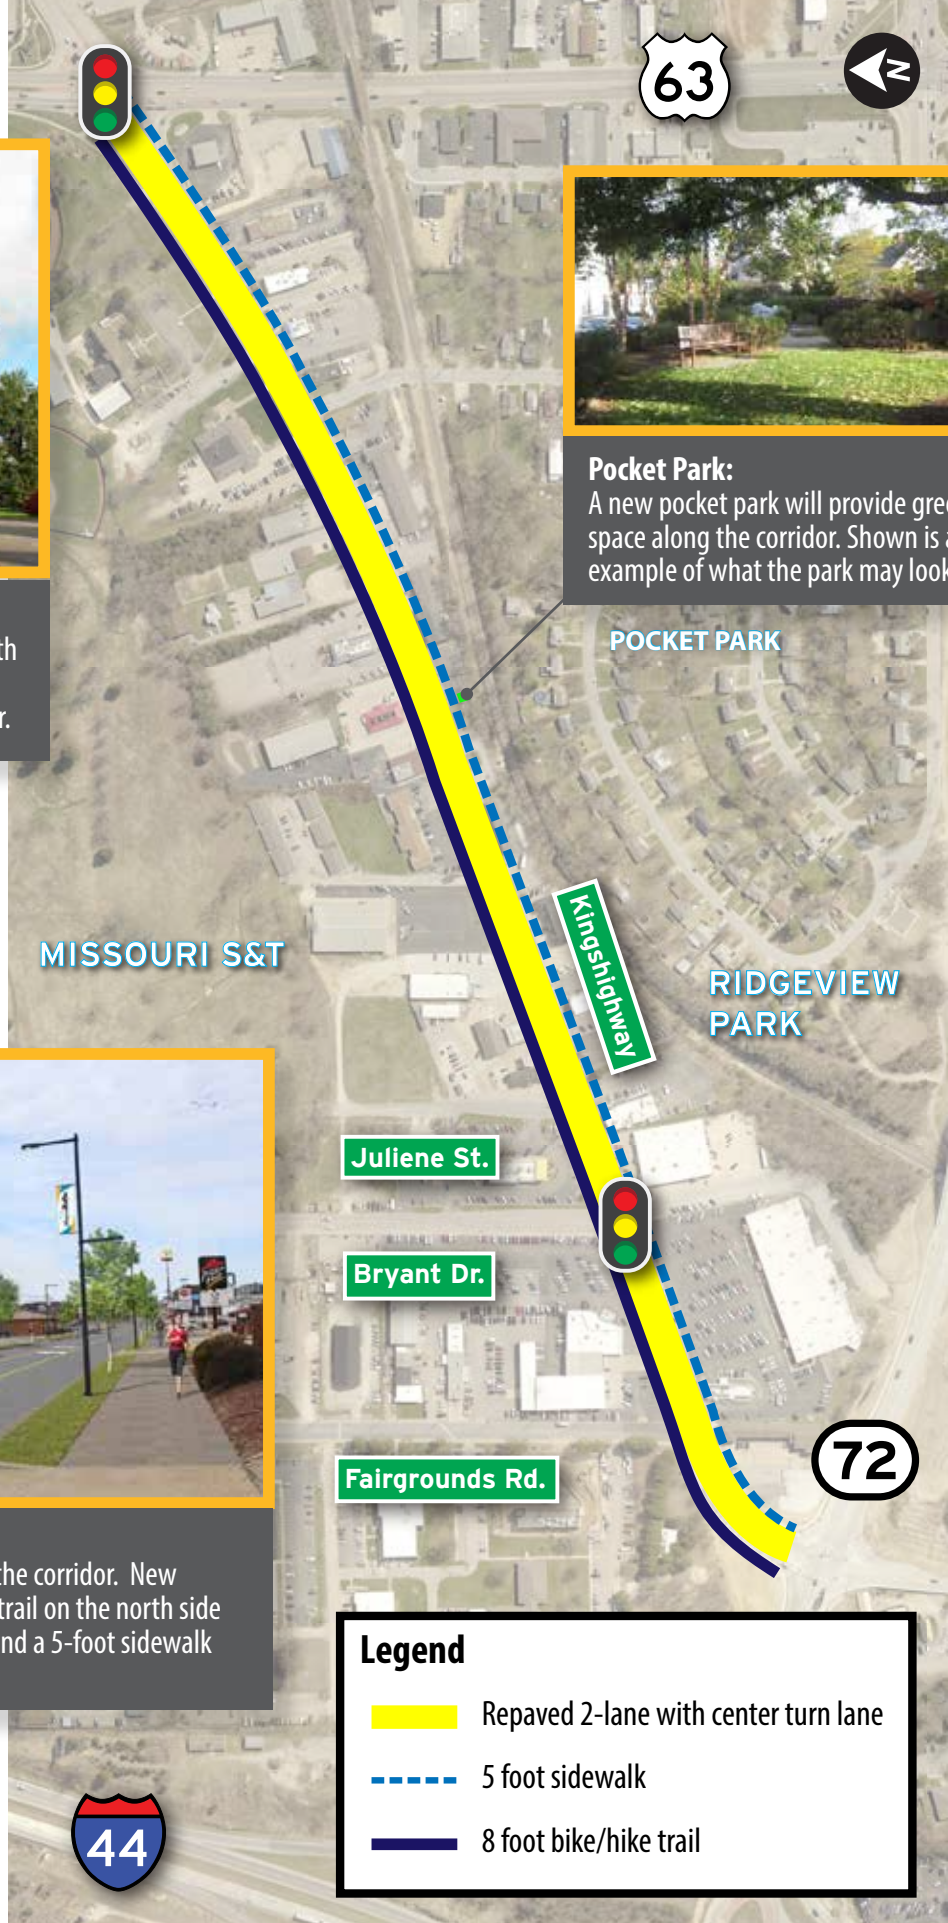 63
N
Pocket Park:
A new pocket park will provide gree
space along the corridor. Shown is a
example of what the park may look
th
r.
POCKET PARK
MISSOURI S&T
Kingshighway
RIDGEVIEW
PARK
Juliene St.
Bryant Dr.
Fairgrounds Rd.
72
the corridor. New
trail on the north side
nd a 5-foot sidewalk
Legend
Repaved 2-lane with center turn lane
5 foot sidewalk
8 foot bike/hike trail
44